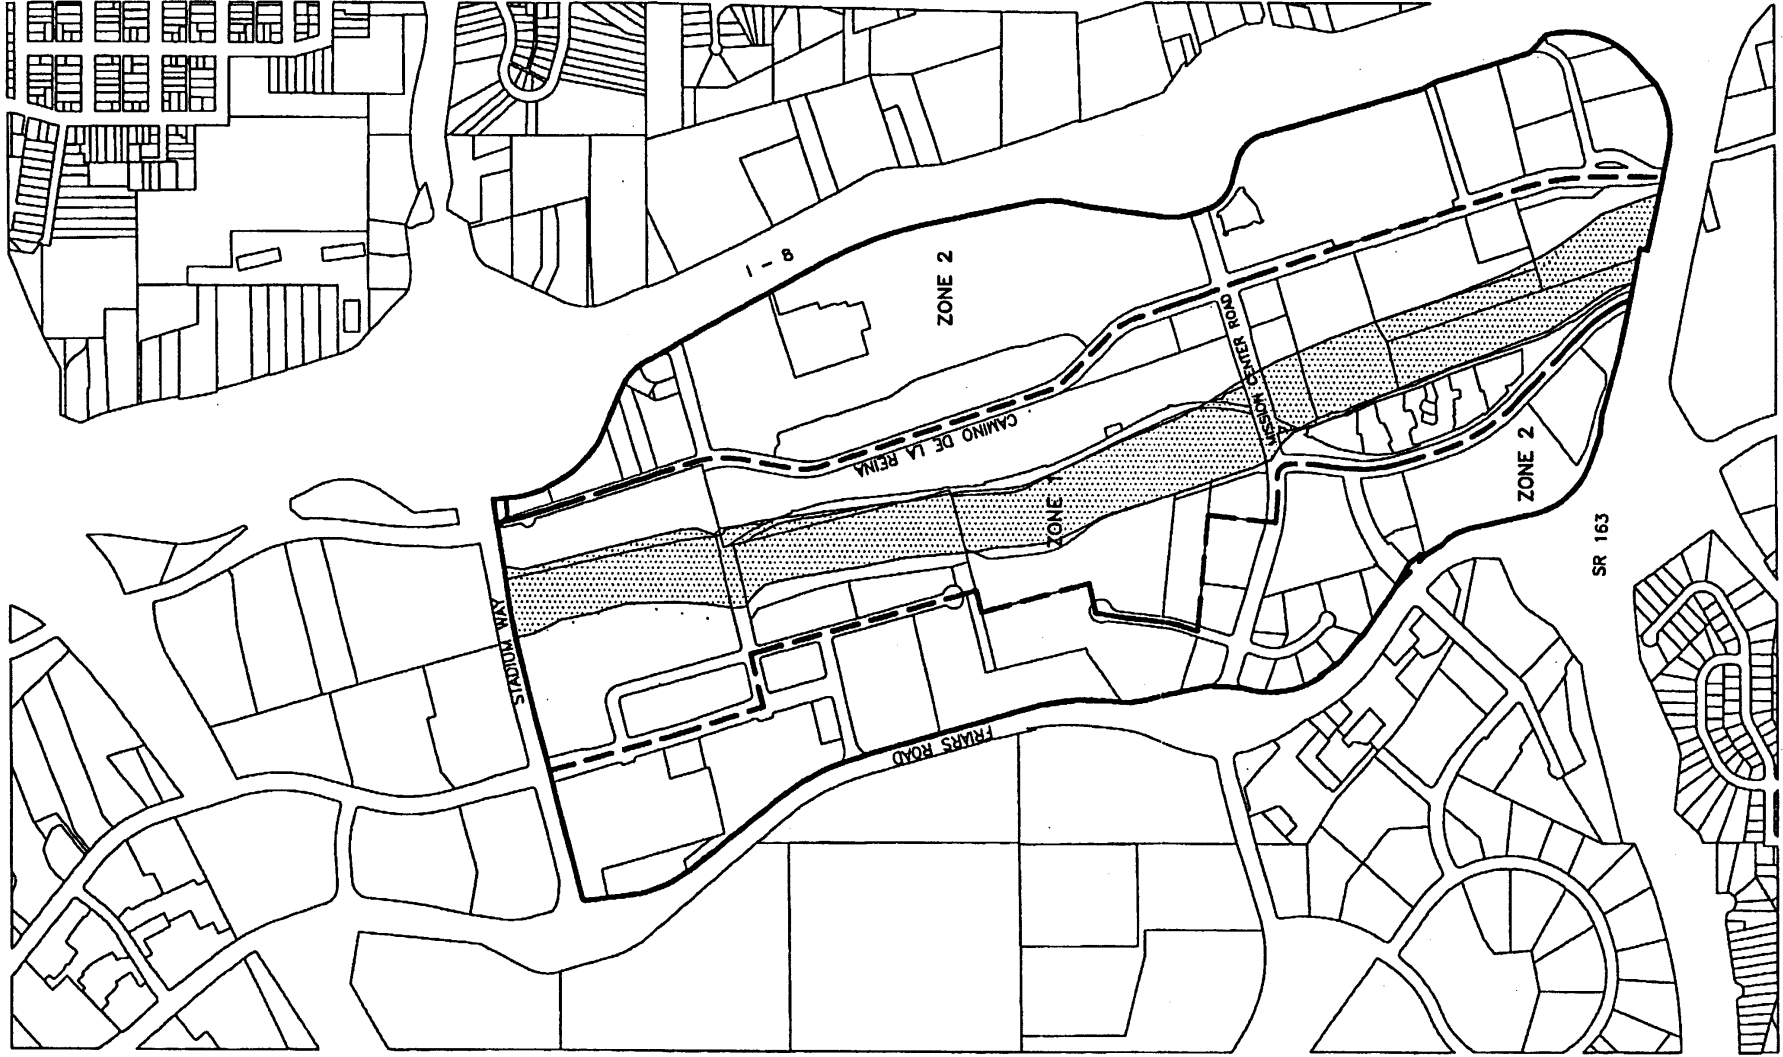 I - 8
ZONE 2
MISSION CENTER ROAD
CAMINO DE LA REINA
ZONE 1
ZONE 2
SR 163
STADIUM WAY
FRIARS ROAD